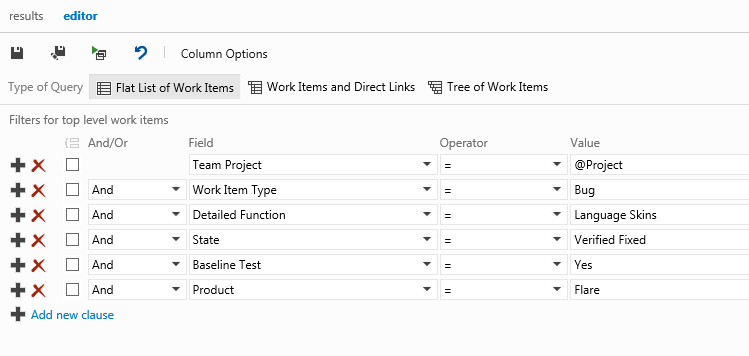 results editor
Column Options
Type of Query Flat List of Work Items Work Items and Direct Links Tree of Work Items
Filters for top level work items
And/Or Field Operator Value
Team Project = @Project
And Work Item Type = Bug
And Detailed Function = Language Skins
And State = Verified Fixed
And Baseline Test = Yes
And Product = Flare
Add new clause